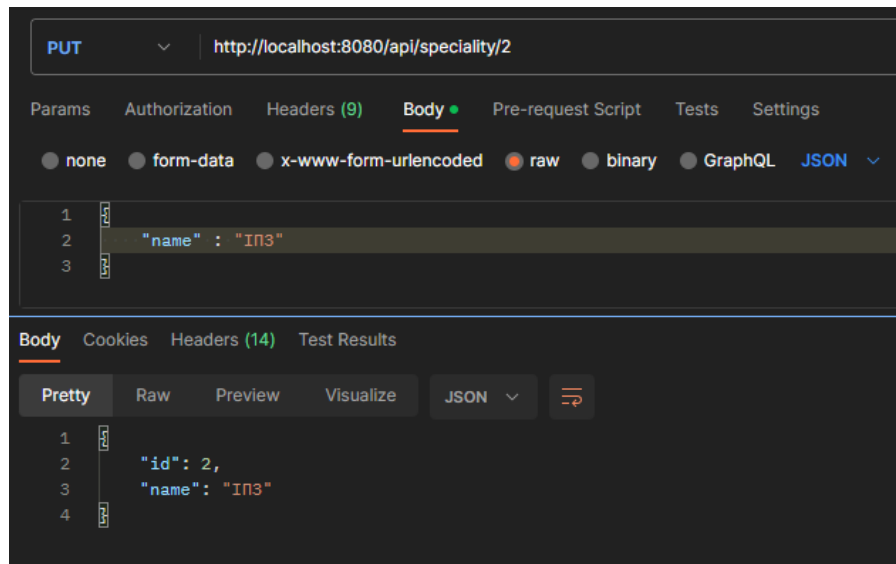 PUT http://localhost:8080/api/speciality/2
Params Authorization Headers (9) Body Pre-request Script Tests Settings
none form-data x-www-form-urlencoded raw binary GraphQL JSON
1 {
2 "name" : "ІПЗ"
3 }
Body Cookies Headers (14) Test Results
Pretty Raw Preview Visualize JSON
1 {
2 "id": 2,
3 "name": "ІПЗ"
4 }